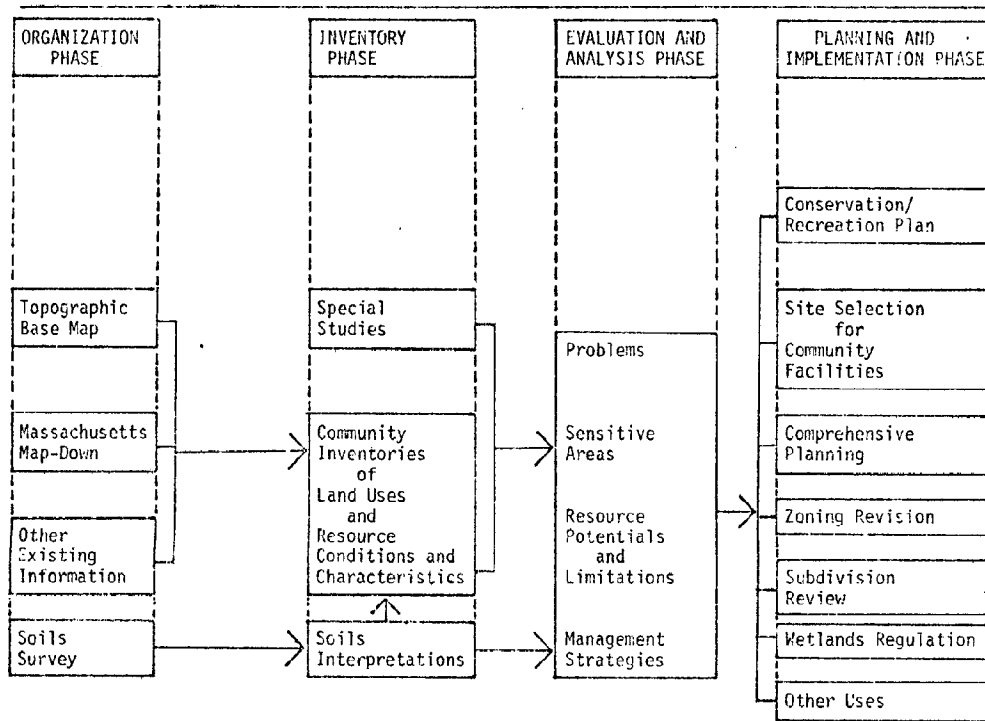 ORGANIZATION
PHASE
INVENTORY
PHASE
EVALUATION AND
ANALYSIS PHASE
PLANNING AND
IMPLEMENTATION PHASE
Topographic
Base Map
Massachusetts
Map-Down
Other
Existing
Information
Soils
Survey
Special
Studies
Community
Inventories
of
Land Uses
and
Resource
Conditions and
Characteristics
Soils
Interpretations
Problems
Sensitive
Areas
Resource
Potentials
and
Limitations
Management
Strategies
Conservation/
Recreation Plan
Site Selection
for
Community
Facilities
Comprehensive
Planning
Zoning Revision
Subdivision
Review
Wetlands Regulation
Other Uses